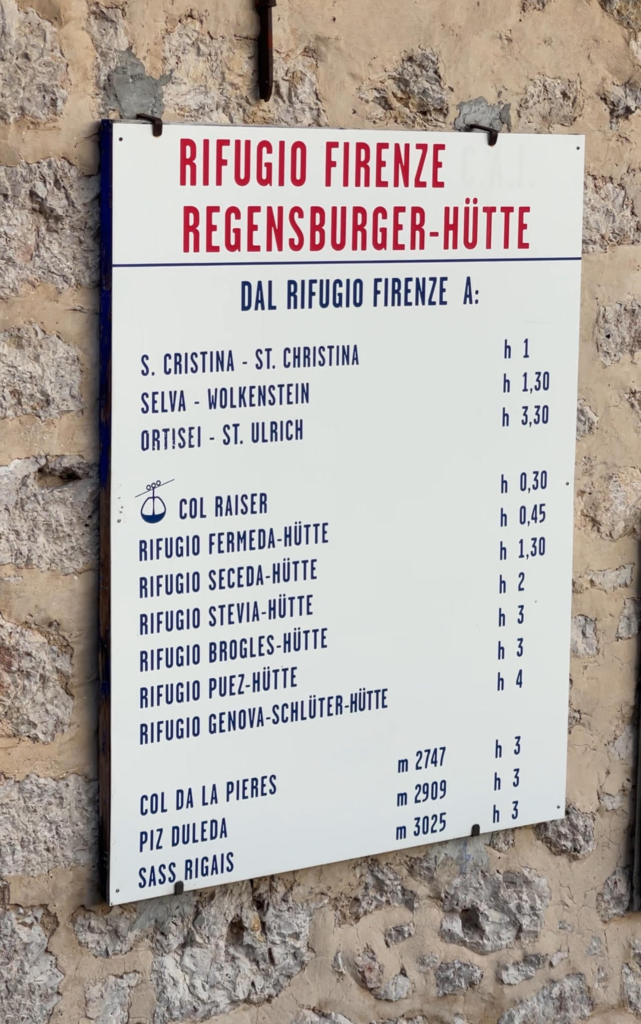 RIFUGIO FIRENZE
REGENSBURGER-HÜTTE
DAL RIFUGIO FIRENZE A:
S. CRISTINA - ST. CHRISTINA h 1
SELVA - WOLKENSTEIN h 1,30
ORTISEI - ST. ULRICH h 3,30
COL RAISER h 0,30
RIFUGIO FERMEDA-HÜTTE h 0,45
RIFUGIO SECEDA-HÜTTE h 1,30
RIFUGIO STEVIA-HÜTTE h 2
RIFUGIO BROGLES-HÜTTE h 3
RIFUGIO PUEZ-HÜTTE h 3
RIFUGIO GENOVA-SCHLÜTER-HÜTTE h 4
COL DA LA PIERES m 2747 h 3
PIZ DULEDA m 2909 h 3
SASS RIGAIS m 3025 h 3